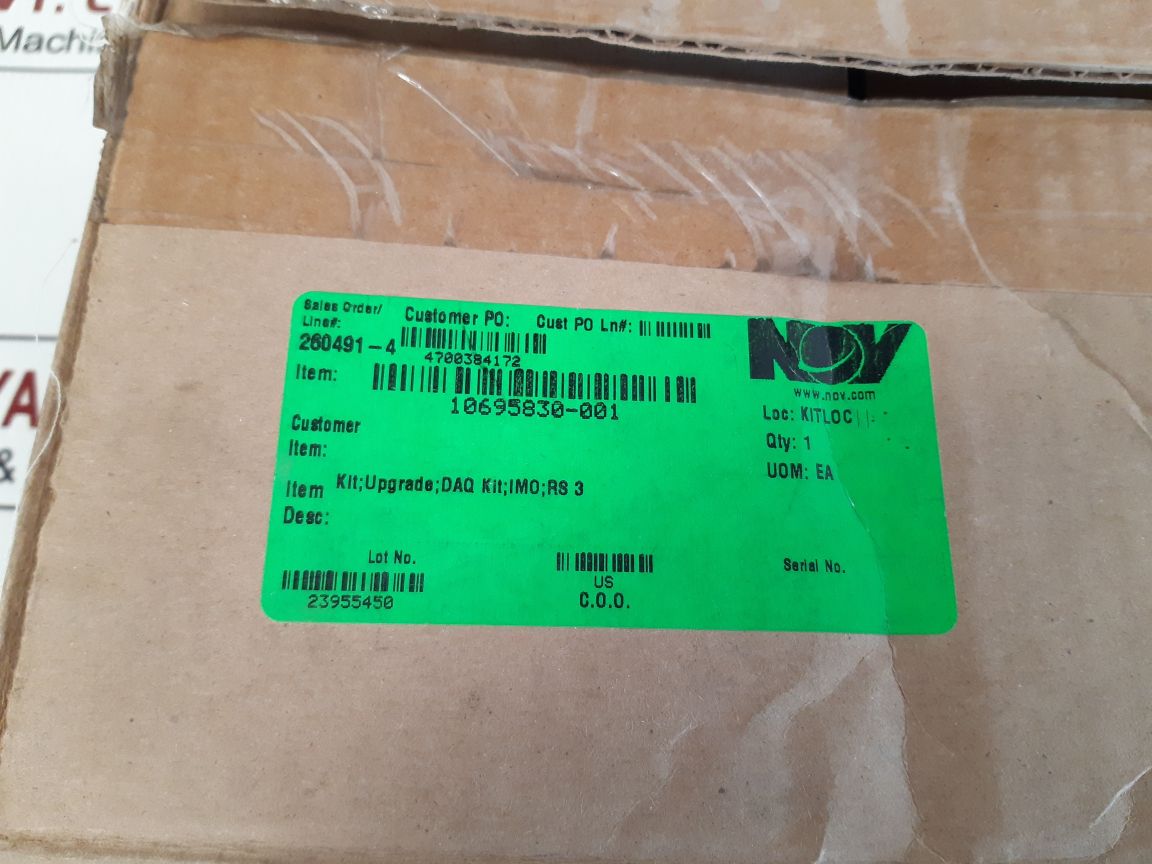 Machi
YA
&
Sales Order/
Line#:
260491-4
Customer PO:
4700384172
Cust PO Ln#:
NOV
www.nov.com
Item:
10695830-001
Loc: KITLOC
Customer
Item:
Qty: 1
UOM: EA
Item
Desc:
Kit;Upgrade;DAQ Kit;IMO;RS 3
Lot No.
23955450
US
C.O.O.
Serial No.